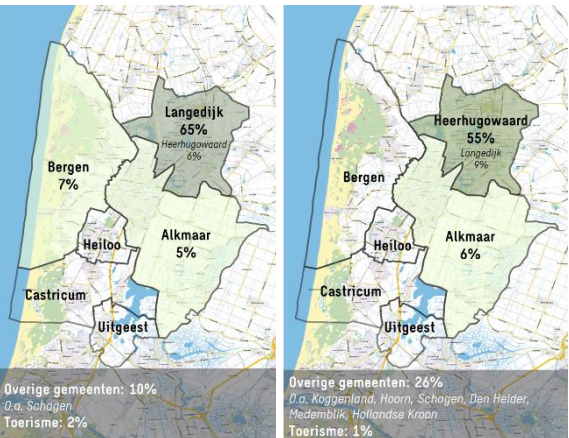 Langedijk
65%
Heerhugowaard
6%
Bergen
7%
Alkmaar
5%
Heiloo
Castricum
Uitgeest
Overige gemeenten: 10%
O.a. Schagen
Toerisme: 2%
Heerhugowaard
55%
Langedijk
9%
Bergen
Alkmaar
6%
Heiloo
Castricum
Uitgeest
Overige gemeenten: 26%
O.a. Koggenland, Hoorn, Schagen, Den Helder,
Medemblik, Hollandse Kroon
Toerisme: 1%